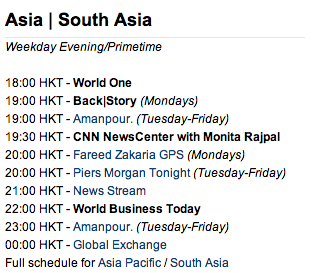 Asia | South Asia
Weekday Evening/Primetime
18:00 HKT - World One
19:00 HKT - Back|Story (Mondays)
19:00 HKT - Amanpour. (Tuesday-Friday)
19:30 HKT - CNN NewsCenter with Monita Rajpal
20:00 HKT - Fareed Zakaria GPS (Mondays)
20:00 HKT - Piers Morgan Tonight (Tuesday-Friday)
21:00 HKT - News Stream
22:00 HKT - World Business Today
23:00 HKT - Amanpour. (Tuesday-Friday)
00:00 HKT - Global Exchange
Full schedule for Asia Pacific / South Asia